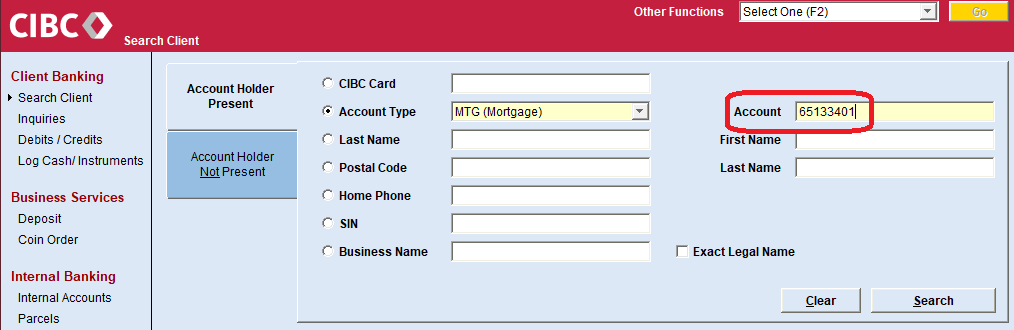 CIBC
Search Client
Other Functions
Select One (F2)
Go
Client Banking
Search Client
Inquiries
Debits / Credits
Log Cash/ Instruments
Business Services
Deposit
Coin Order
Internal Banking
Internal Accounts
Parcels
Account Holder
Present
Account Holder
Not Present
CIBC Card
Account Type
MTG (Mortgage)
Account
65133401
Last Name
First Name
Postal Code
Last Name
Home Phone
SIN
Business Name
Exact Legal Name
Clear
Search